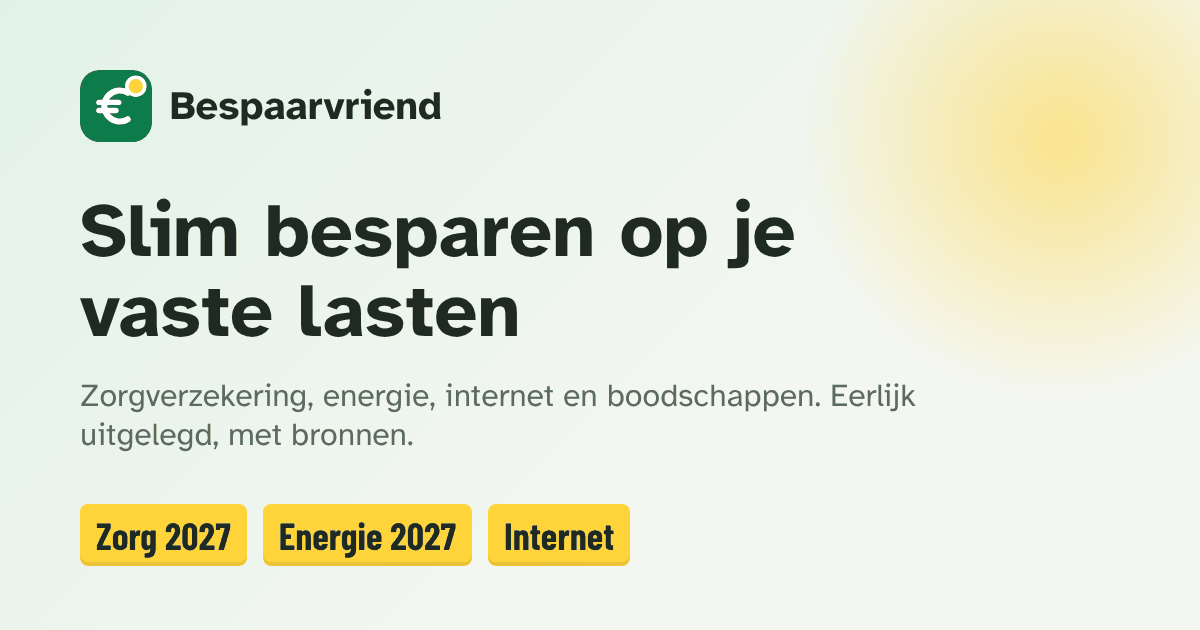 € Bespaarvriend
Slim besparen op je
vaste lasten
Zorgverzekering, energie, internet en boodschappen. Eerlijk
uitgelegd, met bronnen.
Zorg 2027 Energie 2027 Internet